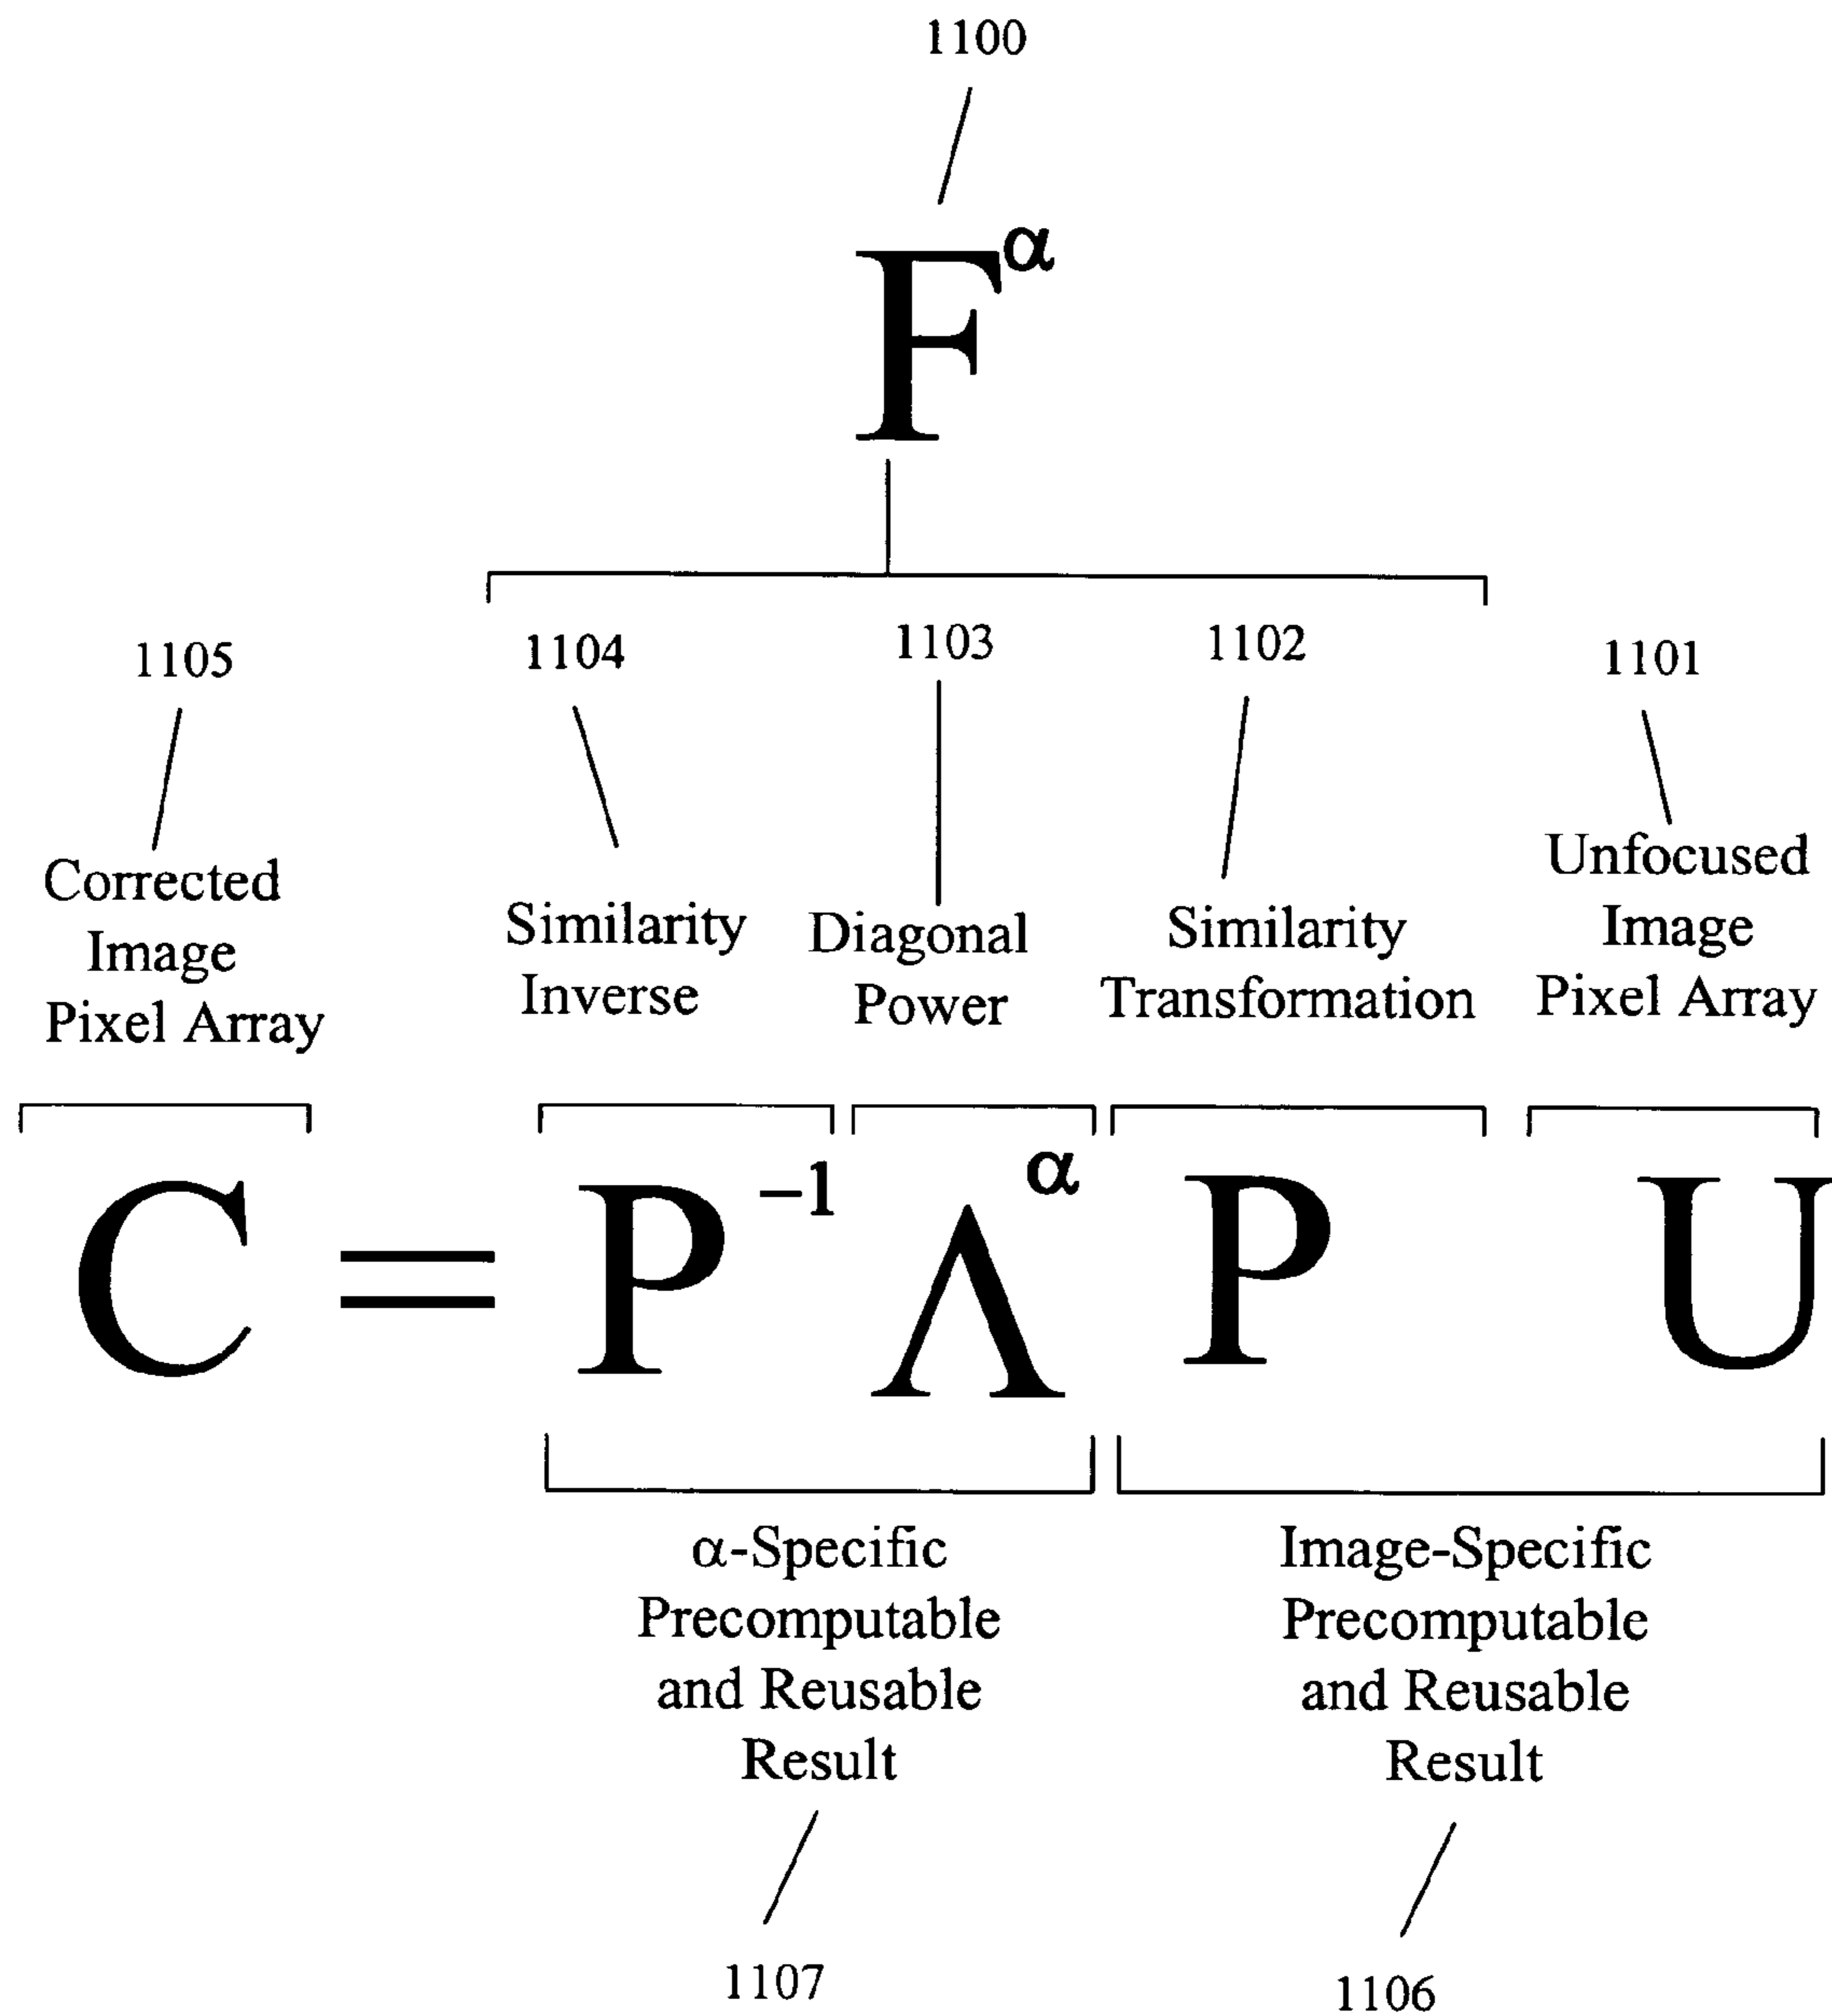 1100
F^α
1105
1104
1103
1102
1101
Corrected
Image
Pixel Array
Similarity
Inverse
Diagonal
Power
Similarity
Transformation
Unfocused
Image
Pixel Array
C = P^−1 Λ^α P U
α-Specific
Precomputable
and Reusable
Result
Image-Specific
Precomputable
and Reusable
Result
1107
1106